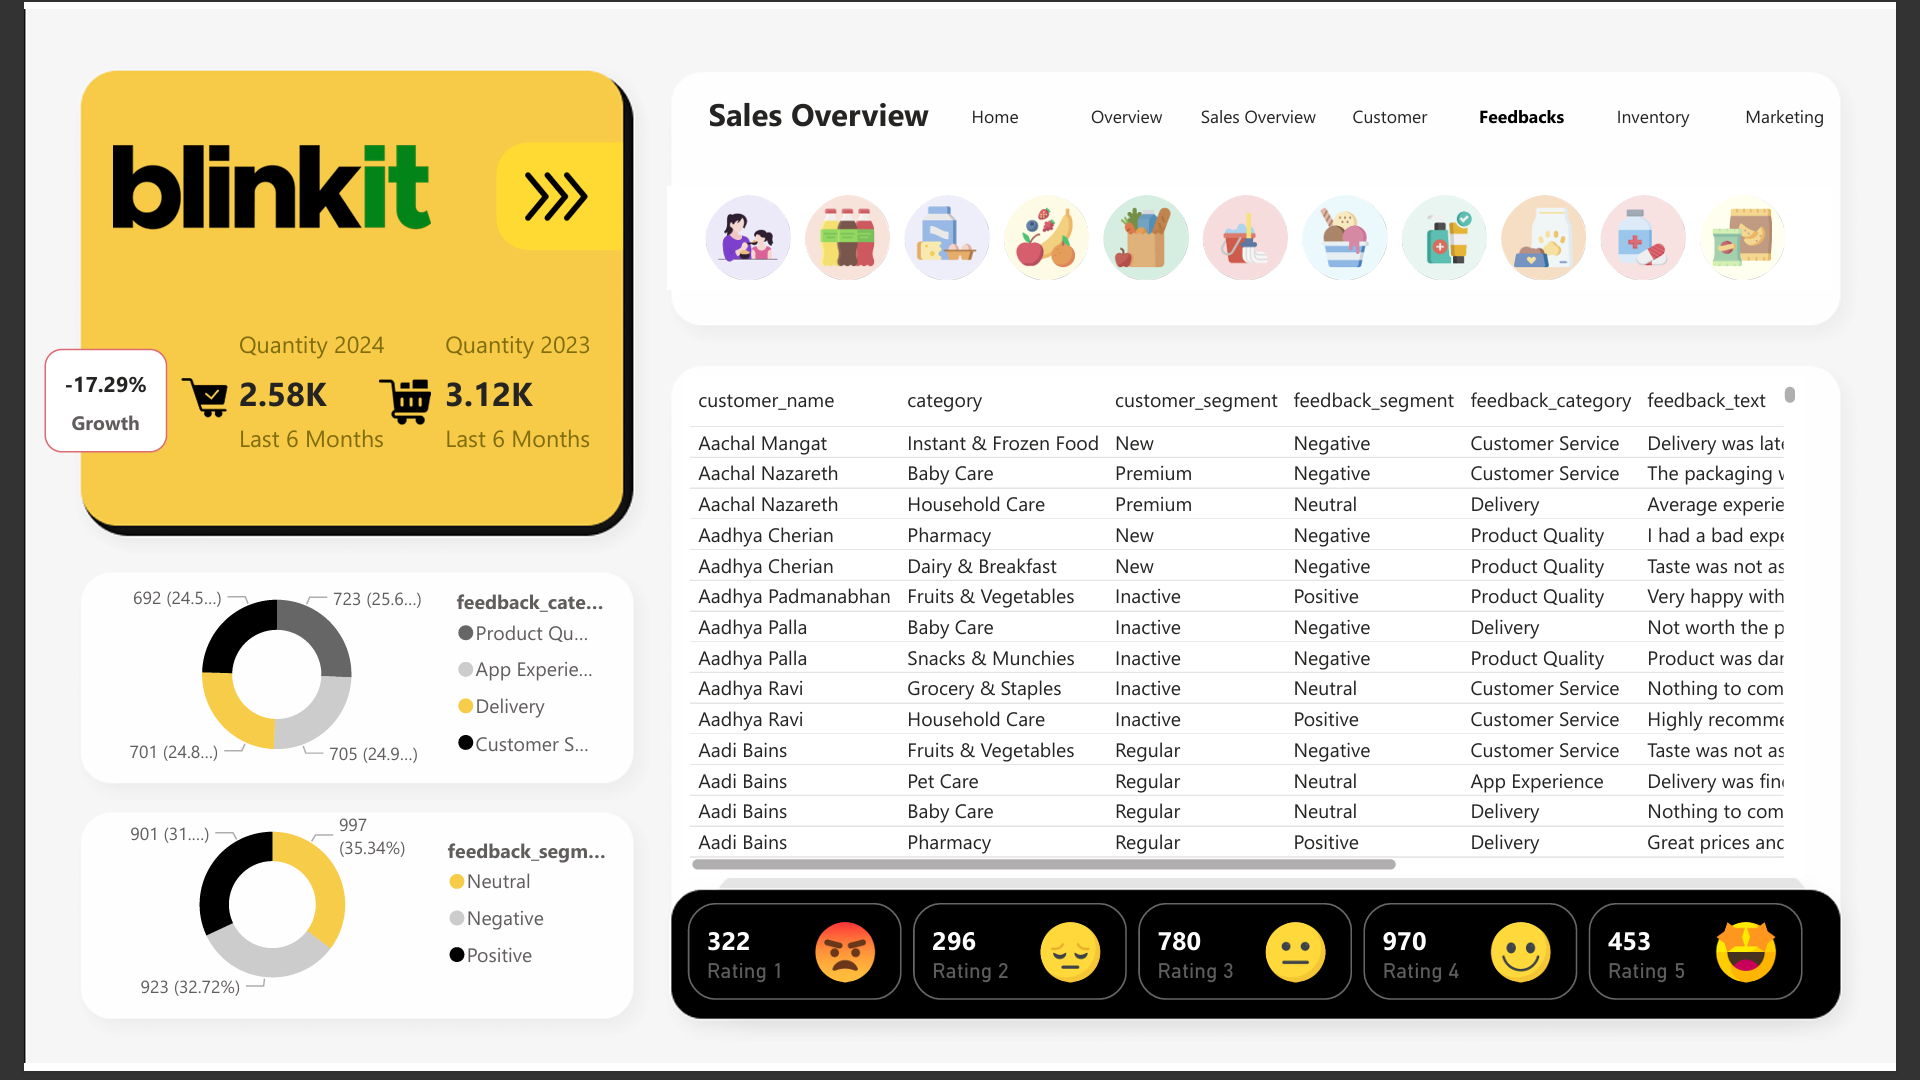 blinkit
Quantity 2024
2.58K
Last 6 Months
Quantity 2023
3.12K
Last 6 Months
-17.29%
Growth
Sales Overview
Home
Overview
Sales Overview
Customer
Feedbacks
Inventory
Marketing
692 (24.5...)
723 (25.6...)
701 (24.8...)
705 (24.9...)
feedback_cate...
Product Qu...
App Experie...
Delivery
Customer S...
901 (31....)
997
(35.34%)
923 (32.72%)
feedback_segm...
Neutral
Negative
Positive
customer_name category customer_segment feedback_segment feedback_category feedback_text
Aachal Mangat Instant & Frozen Food New Negative Customer Service Delivery was late
Aachal Nazareth Baby Care Premium Negative Customer Service The packaging
Aachal Nazareth Household Care Premium Neutral Delivery Average experie
Aadhya Cherian Pharmacy New Negative Product Quality I had a bad expe
Aadhya Cherian Dairy & Breakfast New Negative Product Quality Taste was not as
Aadhya Padmanabhan Fruits & Vegetables Inactive Positive Product Quality Very happy with
Aadhya Palla Baby Care Inactive Negative Delivery Not worth the p
Aadhya Palla Snacks & Munchies Inactive Negative Product Quality Product was dar
Aadhya Ravi Grocery & Staples Inactive Neutral Customer Service Nothing to com
Aadhya Ravi Household Care Inactive Positive Customer Service Highly recomme
Aadi Bains Fruits & Vegetables Regular Negative Customer Service Taste was not as
Aadi Bains Pet Care Regular Neutral App Experience Delivery was fine
Aadi Bains Baby Care Regular Neutral Delivery Nothing to com
Aadi Bains Pharmacy Regular Positive Delivery Great prices and
322
Rating 1
296
Rating 2
780
Rating 3
970
Rating 4
453
Rating 5